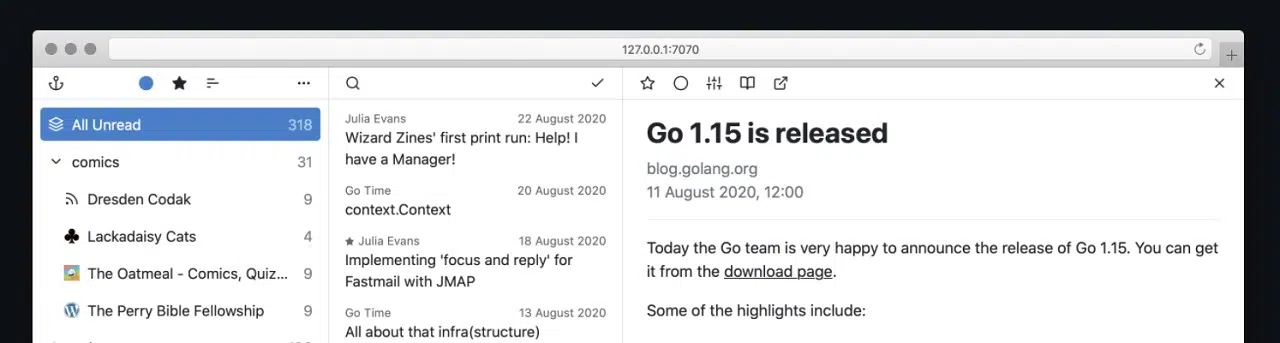 127.0.0.1:7070
All Unread 318
comics 31
Dresden Codak 9
Lackadaisy Cats 4
The Oatmeal - Comics, Quiz... 9
The Perry Bible Fellowship 9
Julia Evans 22 August 2020
Wizard Zines' first print run: Help! I
have a Manager!
Go Time 20 August 2020
context.Context
Julia Evans 18 August 2020
Implementing 'focus and reply' for
Fastmail with JMAP
Go Time 13 August 2020
All about that infra(structure)
Go 1.15 is released
blog.golang.org
11 August 2020, 12:00
Today the Go team is very happy to announce the release of Go 1.15. You can get
it from the download page.
Some of the highlights include: